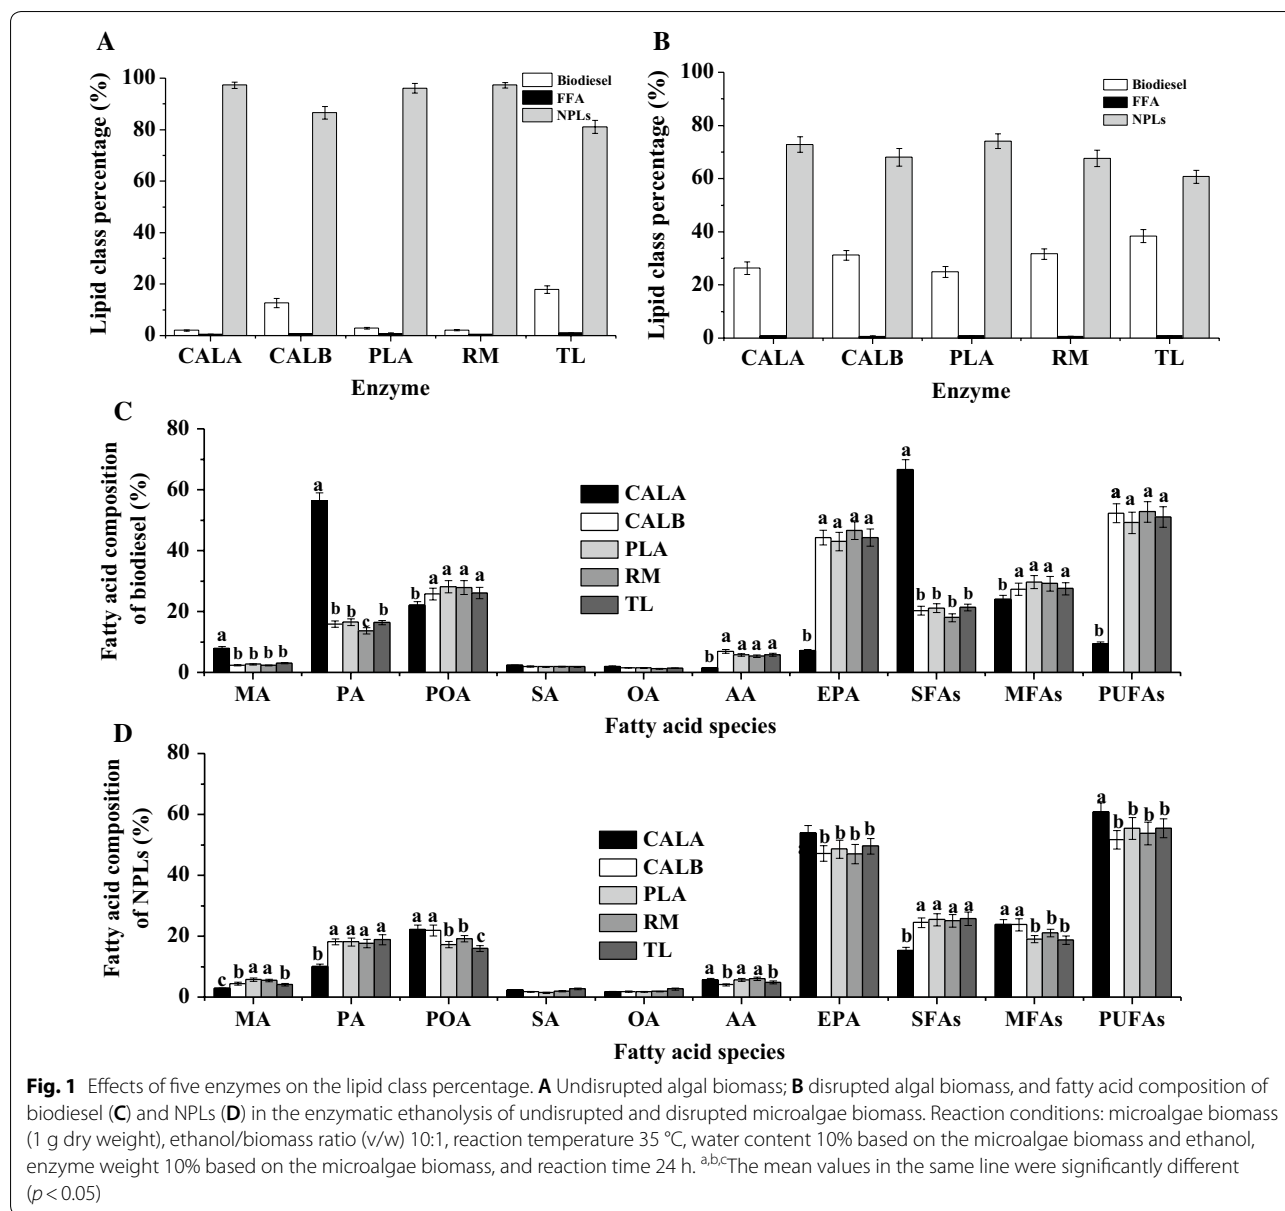 A
Lipid class percentage (%)
100
80
60
40
20
0
Biodiesel
FFA
NPLs
CALA CALB PLA RM TL
Enzyme
B
Lipid class percentage (%)
100
80
60
40
20
0
Biodiesel
FFA
NPLs
CALA CALB PLA RM TL
Enzyme
C
Fatty acid composition
of biodiesel (%)
80
60
40
20
0
CALA
CALB
PLA
RM
TL
a b b b b
a b b c b
b a a a a
b a a a a
b a a a a
a b b b b
b a a a a
b a a a a
MA PA POA SA OA AA EPA SFAs MFAs PUFAs
Fatty acid species
D
Fatty acid composition
of NPLs (%)
80
60
40
20
0
CALA
CALB
PLA
RM
TL
c b a a b
b a a a a
a a b b c
a b a a b
b b b b
b a a a a
a a b b b
a b b b b
MA PA POA SA OA AA EPA SFAs MFAs PUFAs
Fatty acid species
Fig. 1 Effects of five enzymes on the lipid class percentage. A Undisrupted algal biomass; B disrupted algal biomass, and fatty acid composition of
biodiesel (C) and NPLs (D) in the enzymatic ethanolysis of undisrupted and disrupted microalgae biomass. Reaction conditions: microalgae biomass
(1 g dry weight), ethanol/biomass ratio (v/w) 10:1, reaction temperature 35 °C, water content 10% based on the microalgae biomass and ethanol,
enzyme weight 10% based on the microalgae biomass, and reaction time 24 h. a,b,cThe mean values in the same line were significantly different
(p < 0.05)